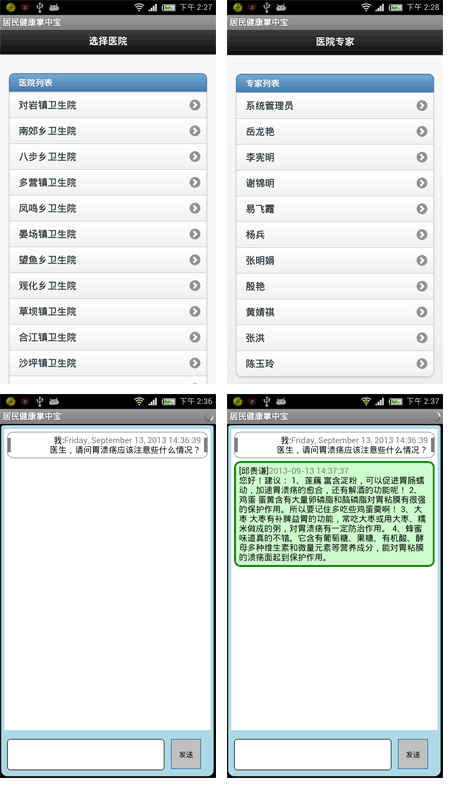 下午 2:27
居民健康掌中宝
选择医院
医院列表
对岩镇卫生院
南郊乡卫生院
八步乡卫生院
多营镇卫生院
凤鸣乡卫生院
晏场镇卫生院
望鱼乡卫生院
观化乡卫生院
草坝镇卫生院
合江镇卫生院
沙坪镇卫生院
下午 2:28
居民健康掌中宝
医院专家
专家列表
系统管理员
岳龙艳
李宪明
谢锦明
易飞霞
杨兵
张明娟
殷艳
黄婧祺
张洪
陈玉玲
下午 2:36
居民健康掌中宝
我:Friday, September 13, 2013 14:36:39
医生，请问胃溃疡应该注意些什么情况？
发送
下午 2:37
居民健康掌中宝
我:Friday, September 13, 2013 14:36:39
医生，请问胃溃疡应该注意些什么情况？
[邱贵谦]2013-09-13 14:37:37
您好！建议：1、莲藕 富含淀粉，可以促进胃肠蠕
动，加速胃溃疡的愈合，还有解酒的功能呢！ 2、
鸡蛋 蛋黄含有大量卵磷脂和脑磷脂对胃粘膜有很强
的保护作用。所以要记住多吃些鸡蛋羹啊！ 3、大
枣 大枣有补脾益胃的功能，常吃大枣或用大枣、糯
米做成的粥，对胃溃疡有一定防治作用。 4、蜂蜜
味道真的不错。它含有葡萄糖、果糖、有机酸、酵
母多种维生素和微量元素等营养成分，能对胃粘膜
的溃疡面起到保护作用。
发送